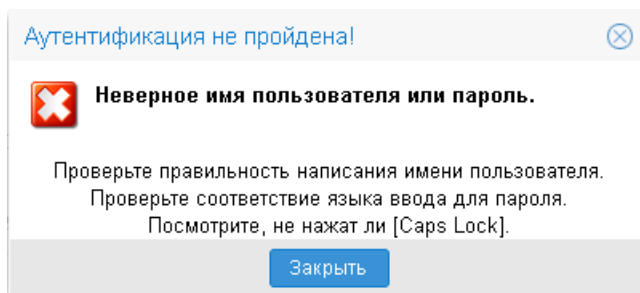 Аутентификация не пройдена!
Неверное имя пользователя или пароль.
Проверьте правильность написания имени пользователя.
Проверьте соответствие языка ввода для пароля.
Посмотрите, не нажат ли [Caps Lock].
Закрыть